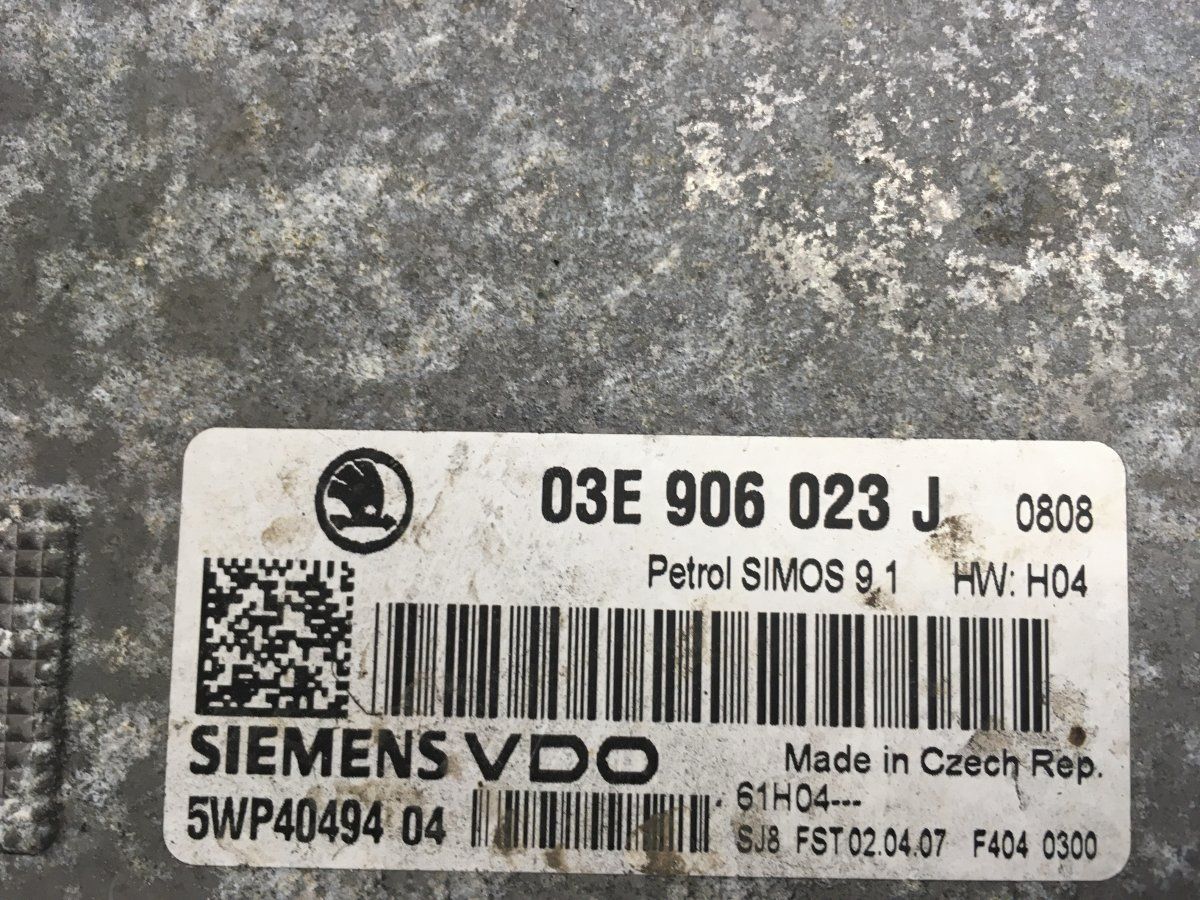 03E 906 023 J 0808
Petrol SIMOS 9.1 HW: H04
SIEMENS VDO
Made in Czech Rep.
5WP40494 04
61H04---
SJ8 FST 02.04.07 F404 0300